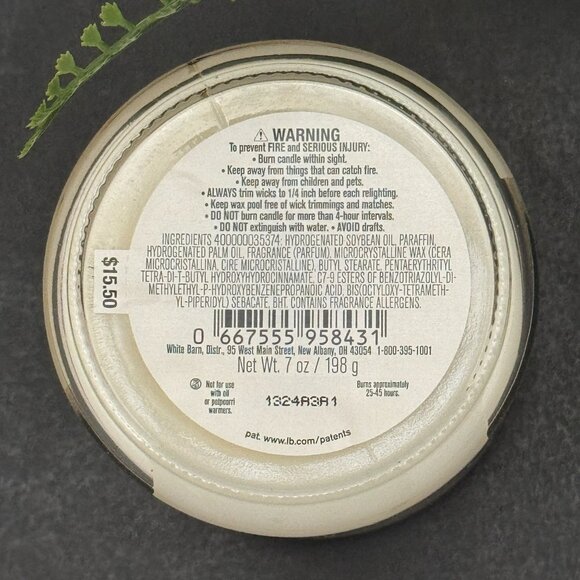 ⚠ WARNING
To prevent FIRE and SERIOUS INJURY:
• Burn candle within sight.
• Keep away from things that can catch fire.
• Keep away from children and pets.
• ALWAYS trim wicks to 1/4 inch before each relighting.
• Keep wax pool free of wick trimmings and matches.
• DO NOT burn candle for more than 4-hour intervals.
• DO NOT extinguish with water. • AVOID drafts.
INGREDIENTS 400000035374: HYDROGENATED SOYBEAN OIL, PARAFFIN,
HYDROGENATED PALM OIL, FRAGRANCE (PARFUM), MICROCRYSTALLINE WAX (CERA
MICROCRISTALLINA, CIRE MICROCRISTALLINE), BUTYL STEARATE, PENTAERYTHRITYL
TETRA-DI-T-BUTYL HYDROXYHYDROCINNAMATE, C7-9 ESTERS OF BENZOTRIAZOLYL-DI-
METHYLETHYL-P-HYDROXYBENZENEPROPANOIC ACID, BIS(OCTYLOXY-TETRAMETH-
YL-PIPERIDYL) SEBACATE, BHT. CONTAINS FRAGRANCE ALLERGENS.
$15.50
0 667555 958431
White Barn, Distr., 95 West Main Street, New Albany, OH 43054 1-800-395-1001
Net Wt. 7 oz / 198 g
Not for use
with oil
or potpourri
warmers.
1324A3A1
Burns approximately
25-45 hours.
pat. www.lb.com/patents